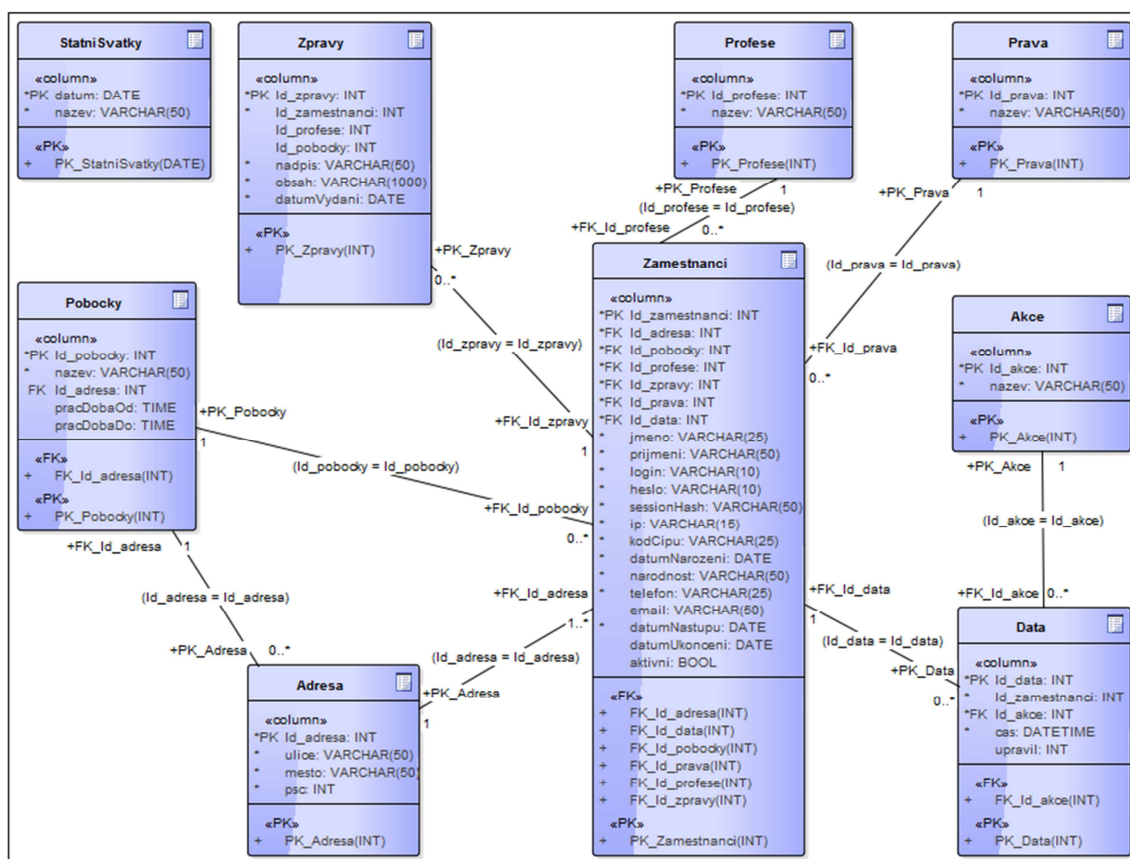 StatniSvatky
«column»
*PK datum: DATE
* nazev: VARCHAR(50)
«PK»
+ PK_StatniSvatky(DATE)
Zpravy
«column»
*PK Id_zpravy: INT
* Id_zamestnanci: INT
Id_profese: INT
Id_pobocky: INT
* nadpis: VARCHAR(50)
* obsah: VARCHAR(1000)
* datumVydani: DATE
«PK»
+ PK_Zpravy(INT)
Profese
«column»
*PK Id_profese: INT
* nazev: VARCHAR(50)
«PK»
+ PK_Profese(INT)
Prava
«column»
*PK Id_prava: INT
* nazev: VARCHAR(50)
«PK»
+ PK_Prava(INT)
+PK_Profese
1
(Id_profese = Id_profese)
+FK_Id_profese
0..*
+PK_Prava
1
(Id_prava = Id_prava)
+FK_Id_prava
0..*
+PK_Zpravy
0..*
(Id_zpravy = Id_zpravy)
+FK_Id_zpravy
1
Pobocky
«column»
*PK Id_pobocky: INT
* nazev: VARCHAR(50)
FK Id_adresa: INT
pracDobaOd: TIME
pracDobaDo: TIME
«FK»
+ FK_Id_adresa(INT)
«PK»
+ PK_Pobocky(INT)
+PK_Pobocky
1
(Id_pobocky = Id_pobocky)
+FK_Id_pobocky
0..*
Zamestnanci
«column»
*PK Id_zamestnanci: INT
*FK Id_adresa: INT
*FK Id_pobocky: INT
*FK Id_profese: INT
*FK Id_zpravy: INT
*FK Id_prava: INT
*FK Id_data: INT
* jmeno: VARCHAR(25)
* prijmeni: VARCHAR(50)
* login: VARCHAR(10)
* heslo: VARCHAR(10)
* sessionHash: VARCHAR(50)
* ip: VARCHAR(15)
* kodCipu: VARCHAR(25)
* datumNarozeni: DATE
* narodnost: VARCHAR(50)
* telefon: VARCHAR(25)
email: VARCHAR(50)
* datumNastupu: DATE
datumUkonceni: DATE
aktivni: BOOL
«FK»
+ FK_Id_adresa(INT)
+ FK_Id_data(INT)
+ FK_Id_pobocky(INT)
+ FK_Id_prava(INT)
+ FK_Id_profese(INT)
+ FK_Id_zpravy(INT)
«PK»
+ PK_Zamestnanci(INT)
Akce
«column»
*PK Id_akce: INT
* nazev: VARCHAR(50)
«PK»
+ PK_Akce(INT)
+PK_Akce
1
(Id_akce = Id_akce)
+FK_Id_akce
0..*
+FK_Id_adresa
1
(Id_adresa = Id_adresa)
+PK_Adresa
0..*
+FK_Id_adresa
1..*
(Id_adresa = Id_adresa)
+PK_Adresa
1
+FK_Id_data
1
(Id_data = Id_data)
+PK_Data
0..*
Adresa
«column»
*PK Id_adresa: INT
* ulice: VARCHAR(50)
* mesto: VARCHAR(50)
* psc: INT
«PK»
+ PK_Adresa(INT)
Data
«column»
*PK Id_data: INT
* Id_zamestnanci: INT
*FK Id_akce: INT
* cas: DATETIME
upravil: INT
«FK»
+ FK_Id_akce(INT)
«PK»
+ PK_Data(INT)